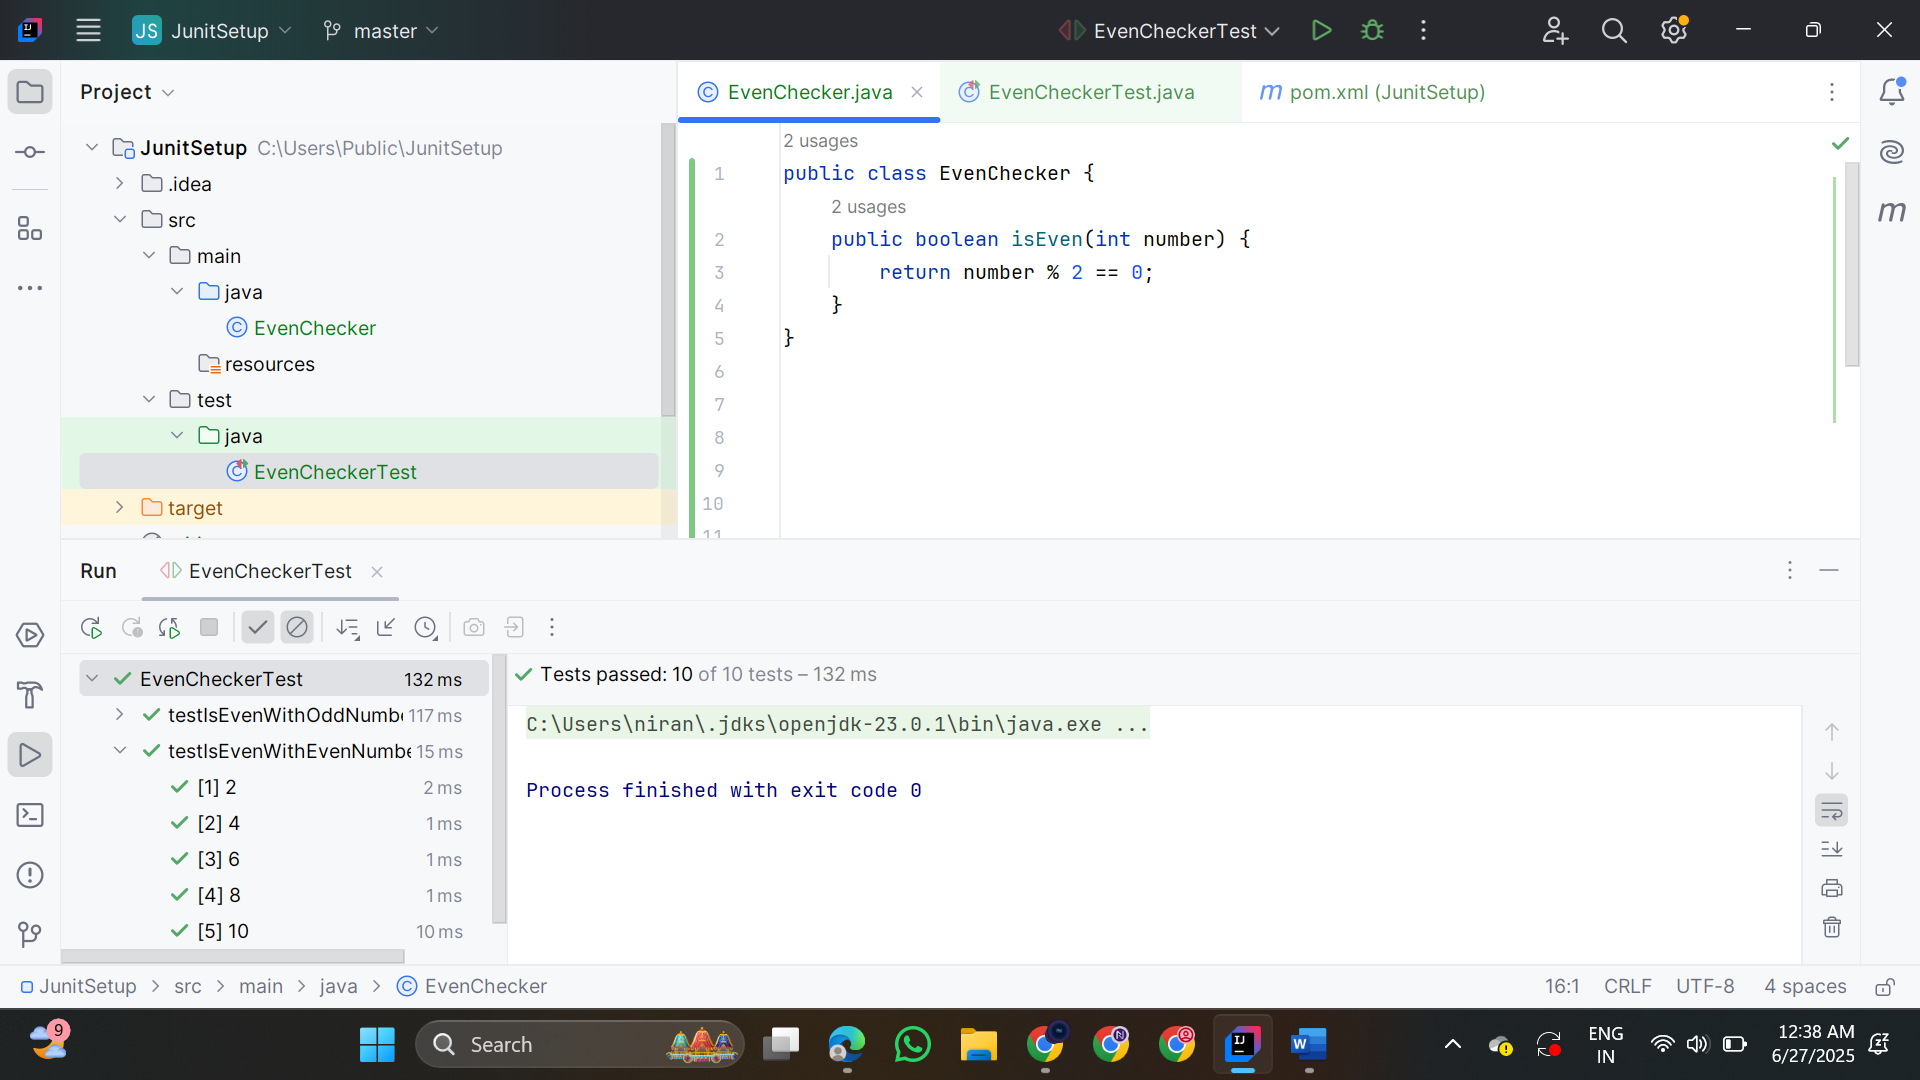 JS JunitSetup master EvenCheckerTest
Project
EvenChecker.java EvenCheckerTest.java m pom.xml (JunitSetup)
JunitSetup C:\Users\Public\JunitSetup
.idea
src
main
java
EvenChecker
resources
test
java
EvenCheckerTest
target
2 usages
1 public class EvenChecker {
2 usages
2 public boolean isEven(int number) {
3 return number % 2 == 0;
4 }
5 }
6
7
8
9
10
11
Run EvenCheckerTest
EvenCheckerTest 132 ms
testIsEvenWithOddNumb 117 ms
testIsEvenWithEvenNumb 15 ms
[1] 2 2 ms
[2] 4 1 ms
[3] 6 1 ms
[4] 8 1 ms
[5] 10 10 ms
Tests passed: 10 of 10 tests – 132 ms
C:\Users\niran\.jdks\openjdk-23.0.1\bin\java.exe ...
Process finished with exit code 0
JunitSetup > src > main > java > EvenChecker 16:1 CRLF UTF-8 4 spaces
9 Search ENG IN 12:38 AM
6/27/2025